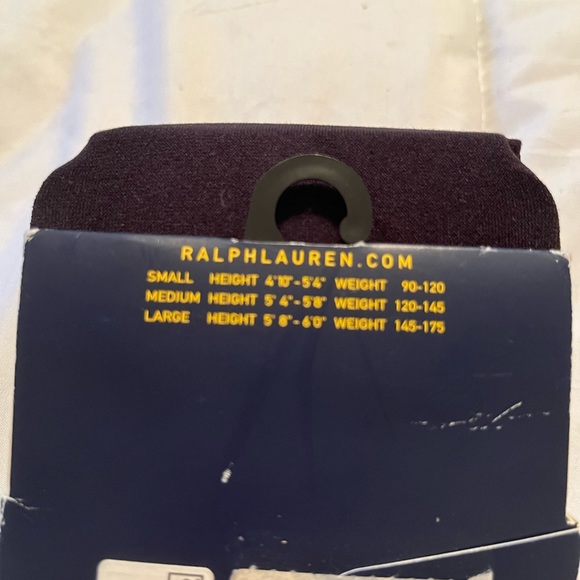 RALPHLAUREN.COM
SMALL HEIGHT 4'10"-5'4" WEIGHT 90-120
MEDIUM HEIGHT 5' 4"-5'8" WEIGHT 120-145
LARGE HEIGHT 5' 8"-6'0" WEIGHT 145-175